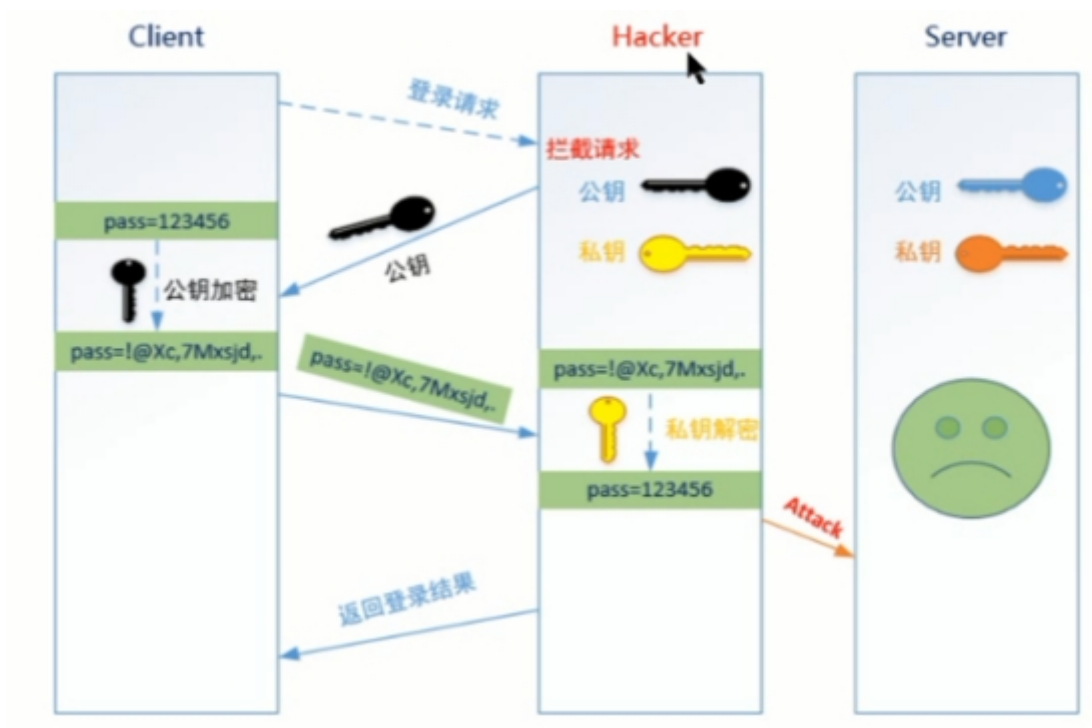 Client
Hacker
Server
登录请求
拦截请求
公钥
公钥
pass=123456
私钥
私钥
公钥
公钥加密
pass=!@Xc,7Mxsjd,.
pass=!@Xc,7Mxsjd,.
pass=!@Xc,7Mxsjd,.
私钥解密
pass=123456
Attack
返回登录结果